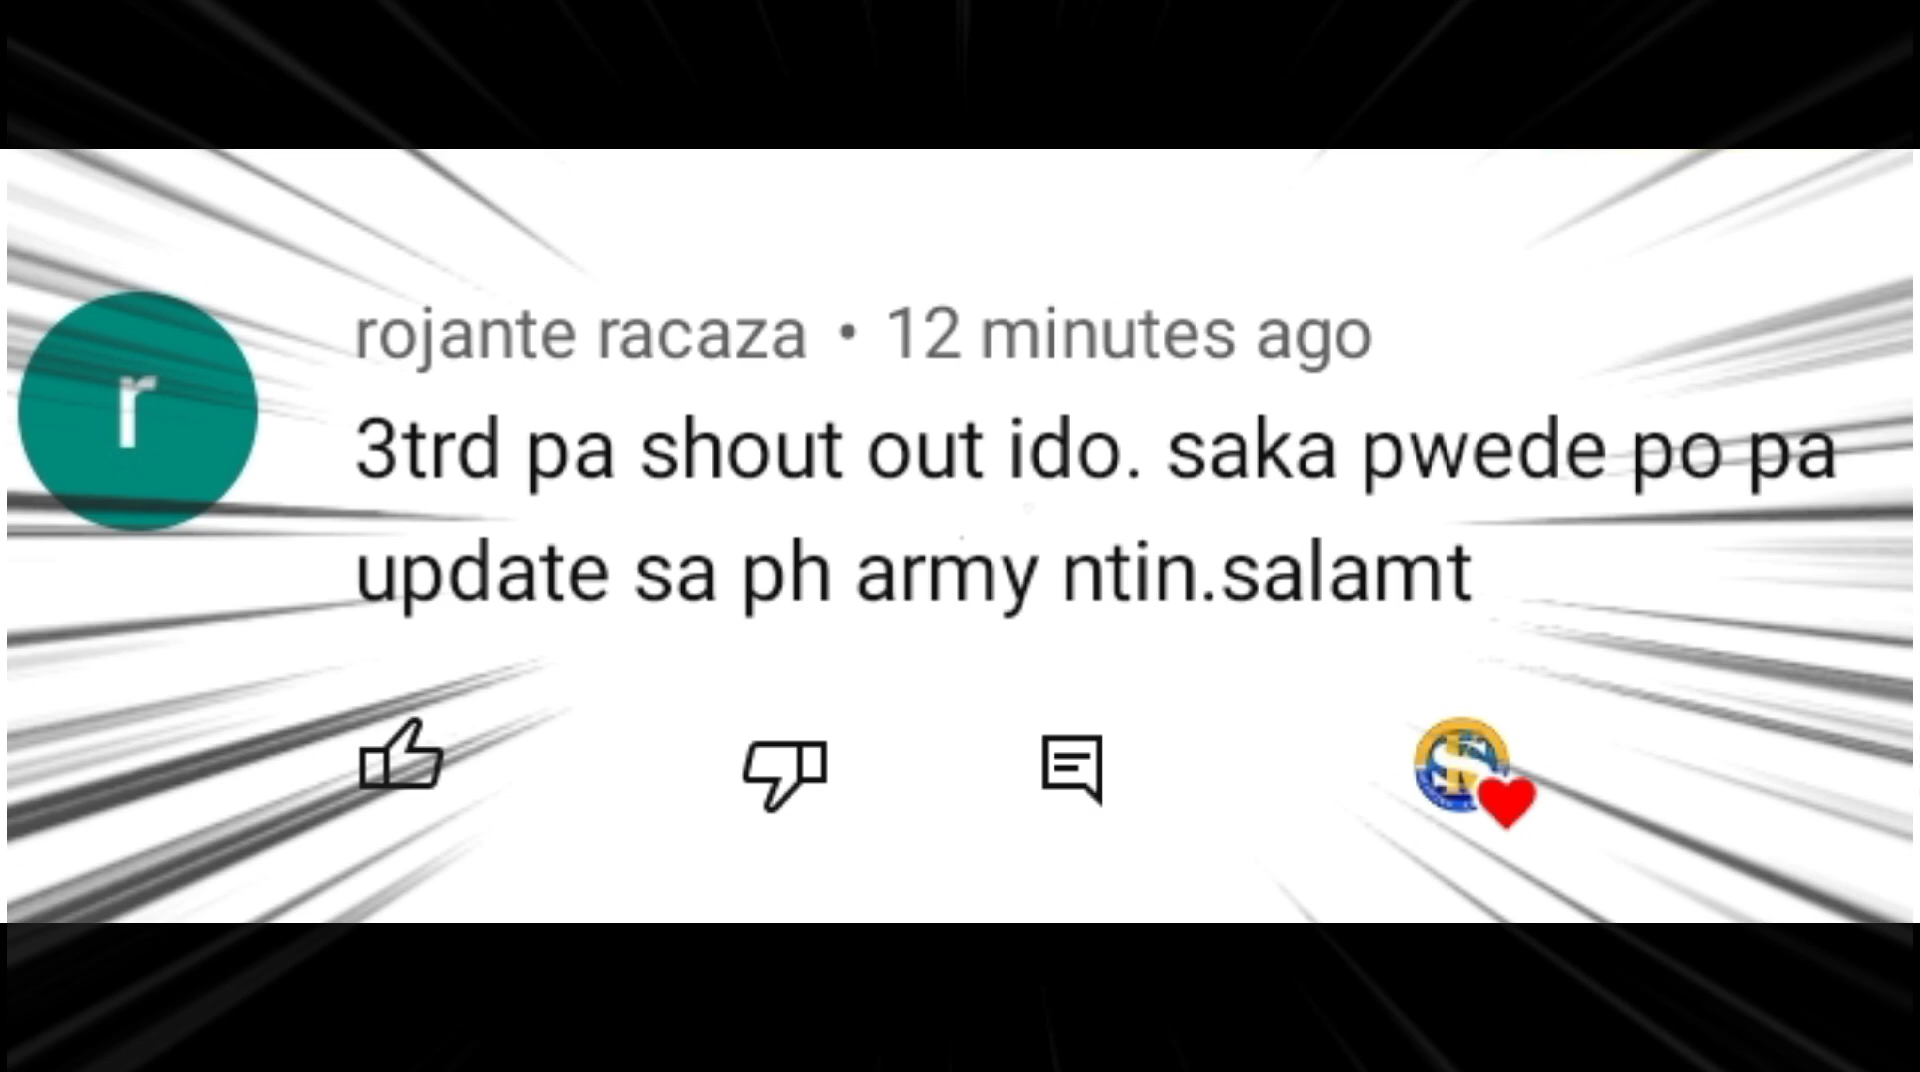 r
rojante racaza • 12 minutes ago
3trd pa shout out ido. saka pwede po pa
update sa ph army ntin.salamt